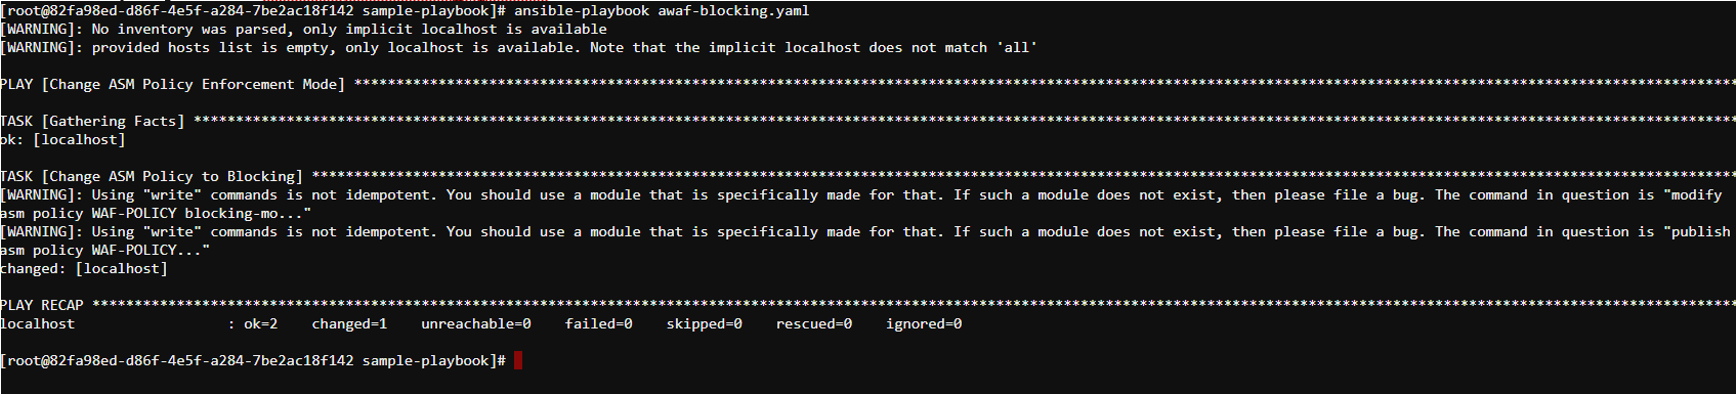 [root@82fa98ed-d86f-4e5f-a284-7be2ac18f142 sample-playbook]# ansible-playbook awaf-blocking.yaml
[WARNING]: No inventory was parsed, only implicit localhost is available
[WARNING]: provided hosts list is empty, only localhost is available. Note that the implicit localhost does not match 'all'
PLAY [Change ASM Policy Enforcement Mode] ********************************************************************************************************************************************************************
TASK [Gathering Facts] ***************************************************************************************************************************************************************************************
ok: [localhost]
TASK [Change ASM Policy to Blocking] *************************************************************************************************************************************************************************
[WARNING]: Using "write" commands is not idempotent. You should use a module that is specifically made for that. If such a module does not exist, then please file a bug. The command in question is "modify
asm policy WAF-POLICY blocking-mo..."
[WARNING]: Using "write" commands is not idempotent. You should use a module that is specifically made for that. If such a module does not exist, then please file a bug. The command in question is "publish
asm policy WAF-POLICY..."
changed: [localhost]
PLAY RECAP ***************************************************************************************************************************************************************************************************
localhost                  : ok=2    changed=1    unreachable=0    failed=0    skipped=0    rescued=0    ignored=0
[root@82fa98ed-d86f-4e5f-a284-7be2ac18f142 sample-playbook]#